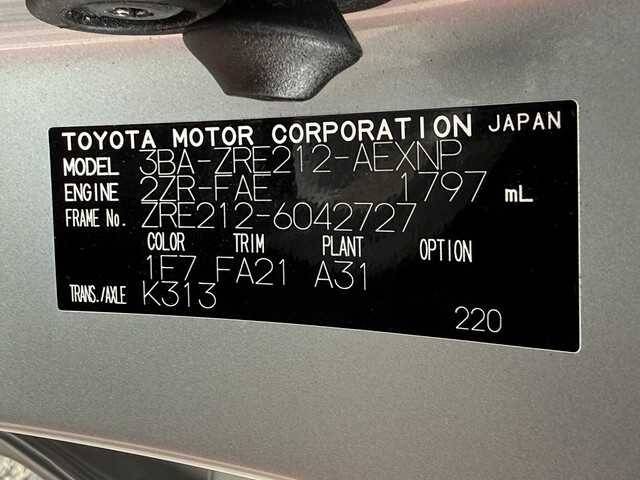 TOYOTA MOTOR CORPORATION JAPAN
MODEL 3BA-ZRE212-AEXNP
ENGINE 2ZR-FAE 1797 mL
FRAME No. ZRE212-6042727
COLOR TRIM PLANT OPTION
1E7 FA21 A31
TRANS./AXLE K313
220